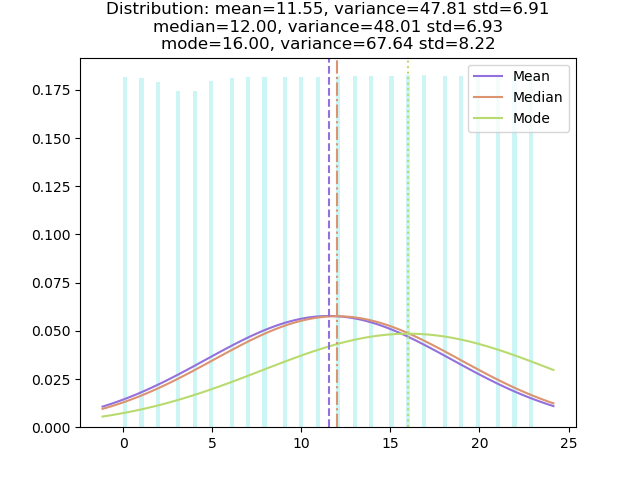 Distribution: mean=11.55, variance=47.81 std=6.91
median=12.00, variance=48.01 std=6.93
mode=16.00, variance=67.64 std=8.22
Mean
Median
Mode
0.175
0.150
0.125
0.100
0.075
0.050
0.025
0.000
0 5 10 15 20 25